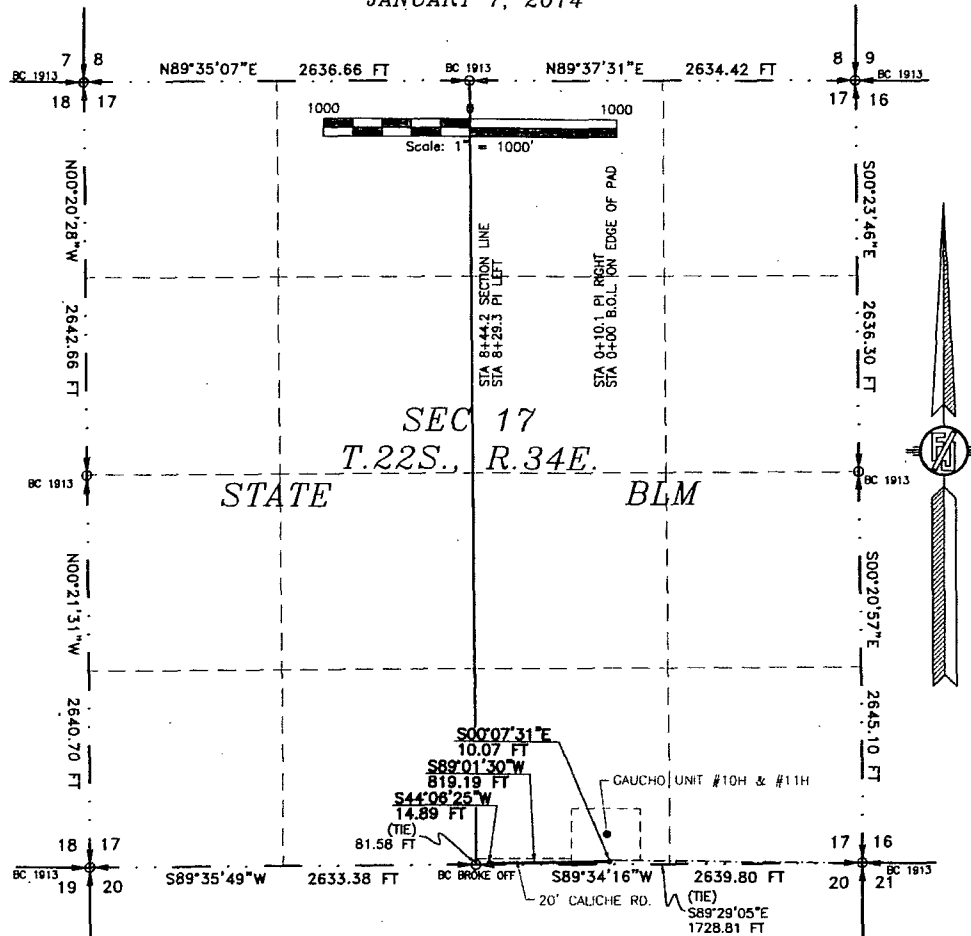 JANUARY 7, 2014
7 8
8 9
BC 1913
N89°35'07"E 2636.66 FT
BC 1913
N89°37'31"E 2634.42 FT
BC 1913
18 17
17 16
1000 0 1000
Scale: 1" = 1000'
N00°20'28"W 2642.66 FT
S00°23'46"E 2636.30 FT
STA 8+44.2 SECTION LINE
STA 8+29.3 PI LEFT
STA 0+10.1 PI RIGHT
STA 0+00 B.O.L. ON EDGE OF PAD
SEC 17
T.22S., R.34E.
BC 1913
BC 1913
STATE
BLM
N00°21'31"W 2640.70 FT
S00°20'57"E 2645.10 FT
S00°07'31"E
10.07 FT
S89°01'30"W
819.19 FT
S44°06'25"W
14.89 FT
(TIE)
81.58 FT
GAUCHO UNIT #10H & #11H
18 17
17 16
BC 1913
S89°35'49"W 2633.38 FT
BC BROKE OFF
S89°34'16"W 2639.80 FT
BC 1913
19 20
20 21
20' CALICHE RD.
(TIE)
S89°29'05"E
1728.81 FT